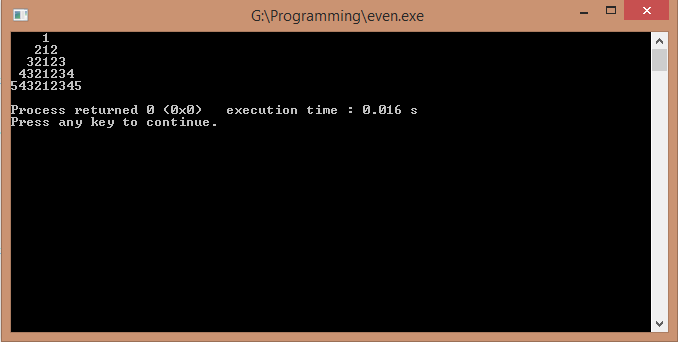 G:\Programming\even.exe
    1
   212
  32123
 4321234
543212345
Process returned 0 (0x0)   execution time : 0.016 s
Press any key to continue.